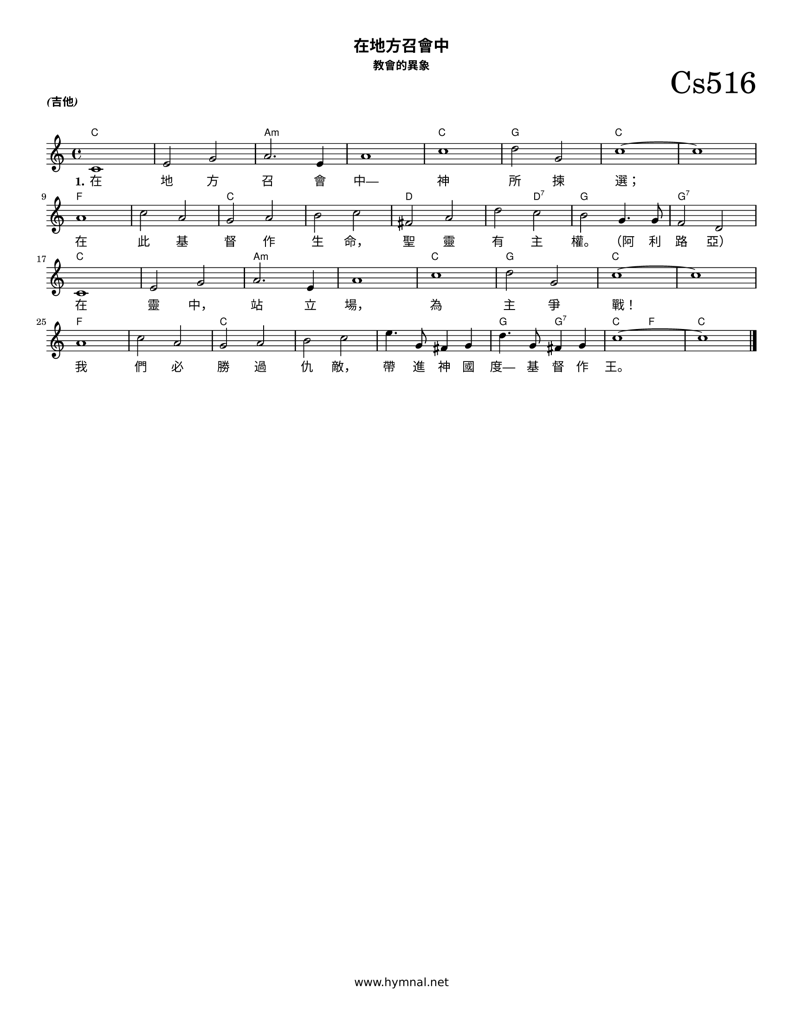 在地方召會中
教會的異象
Cs516
(吉他)
C Am C G C
1. 在 地 方 召 會 中— 神 所 揀 選；
9 F C D D7 G G7
在 此 基 督 作 生 命， 聖 靈 有 主 權。 （阿 利 路 亞）
17 C Am C G C
在 靈 中， 站 立 場， 為 主 爭 戰！
25 F C G G7 C F C
我 們 必 勝 過 仇 敵， 帶 進 神 國 度— 基 督 作 王。
www.hymnal.net